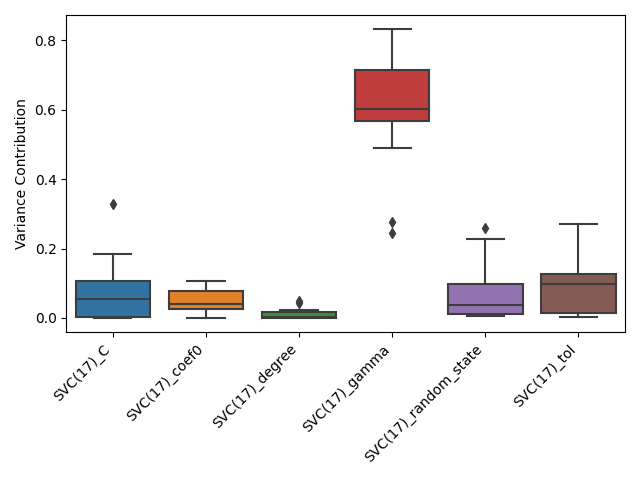 Variance Contribution
0.8
0.6
0.4
0.2
0.0
SVC(17)_C
SVC(17)_coef0
SVC(17)_degree
SVC(17)_gamma
SVC(17)_random_state
SVC(17)_tol